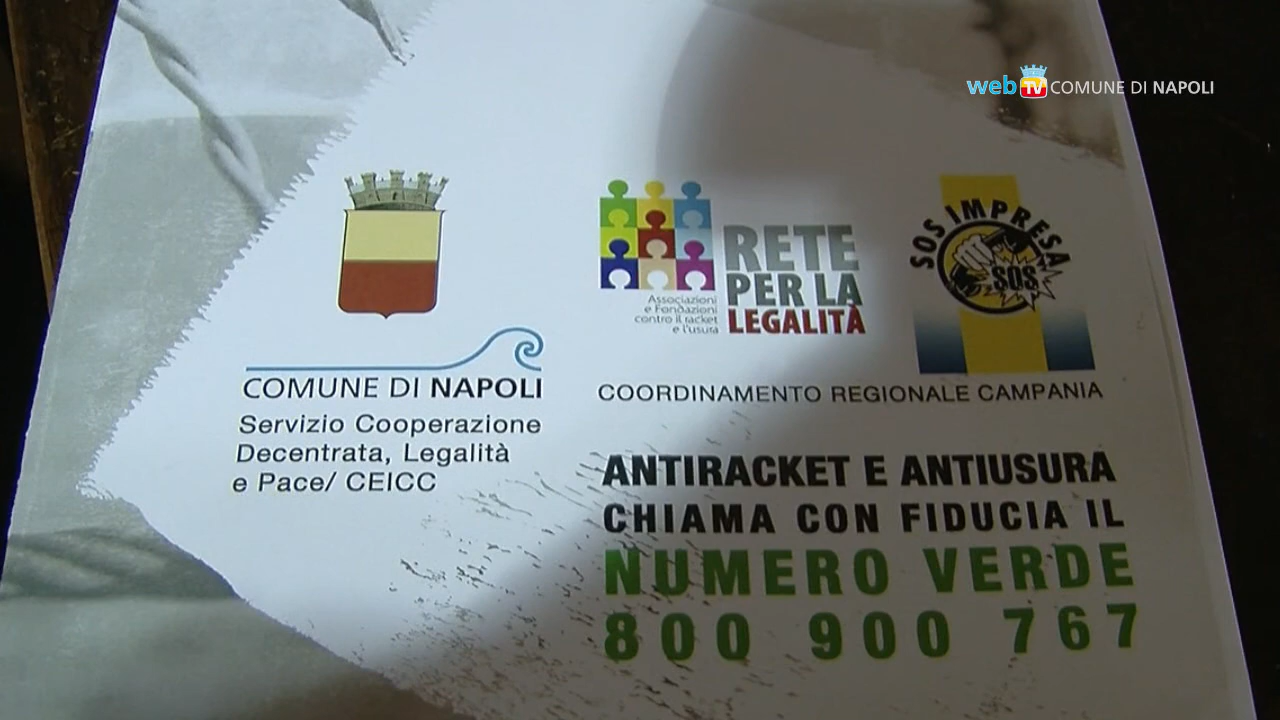 web TV COMUNE DI NAPOLI
RETE
PER LA
LEGALITÀ
Associazioni
e Fondazioni
contro il racket
e l'usura
SOS IMPRESA
SOS
COMUNE DI NAPOLI
Servizio Cooperazione
Decentrata, Legalità
e Pace/ CEICC
COORDINAMENTO REGIONALE CAMPANIA
ANTIRACKET E ANTIUSURA
CHIAMA CON FIDUCIA IL
NUMERO VERDE
800 900 767